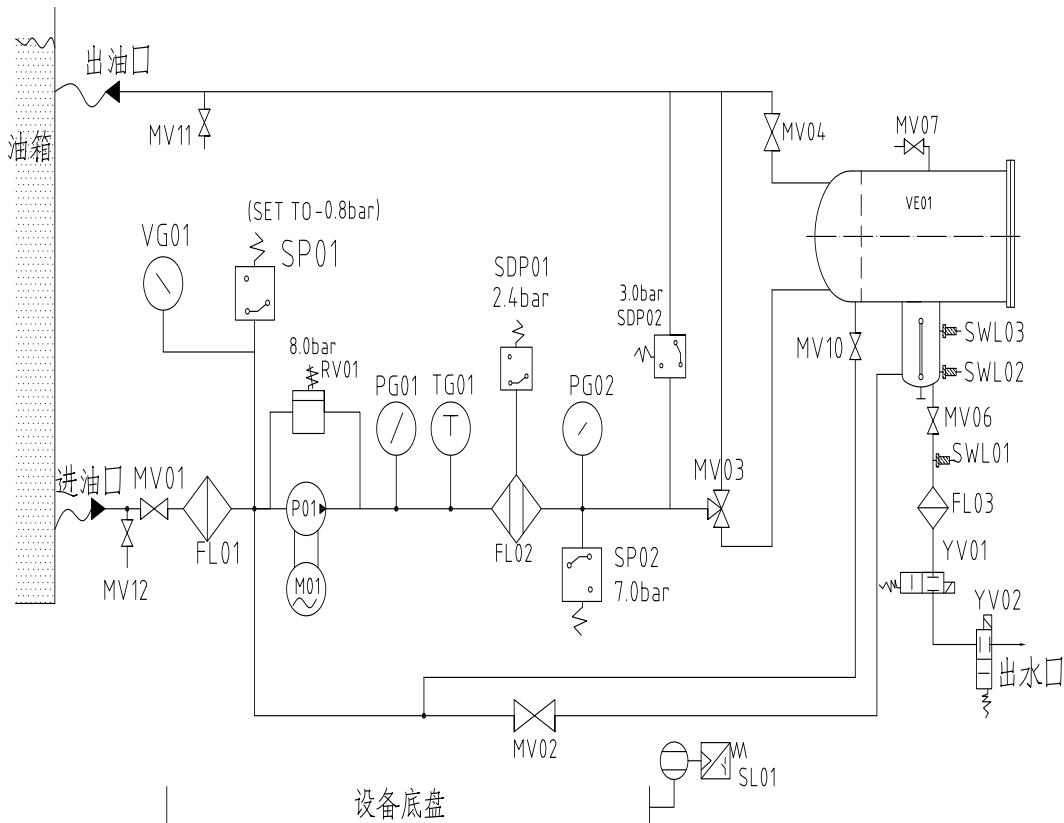 出油口
MV11
MV04
MV07
油箱
VE01
(SET TO-0.8bar)
VG01
SP01
SDP01
2.4bar
3.0bar
SDP02
SWL03
MV10
SWL02
8.0bar
RV01
PG01
TG01
PG02
MV06
SWL01
进油口
MV01
MV03
P01
FL03
FL01
FL02
YV01
SP02
7.0bar
MV12
M01
YV02
出水口
MV02
SL01
设备底盘